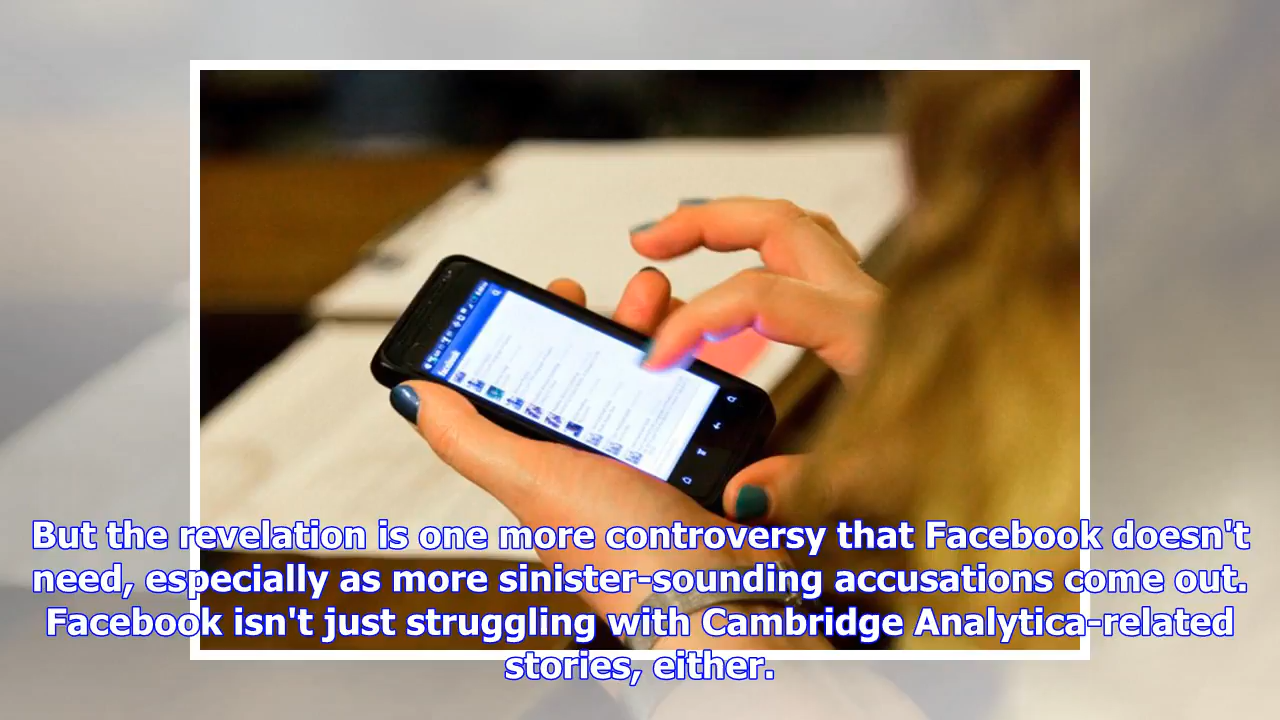 But the revelation is one more controversy that Facebook doesn't
need, especially as more sinister-sounding accusations come out.
Facebook isn't just struggling with Cambridge Analytica-related
stories, either.